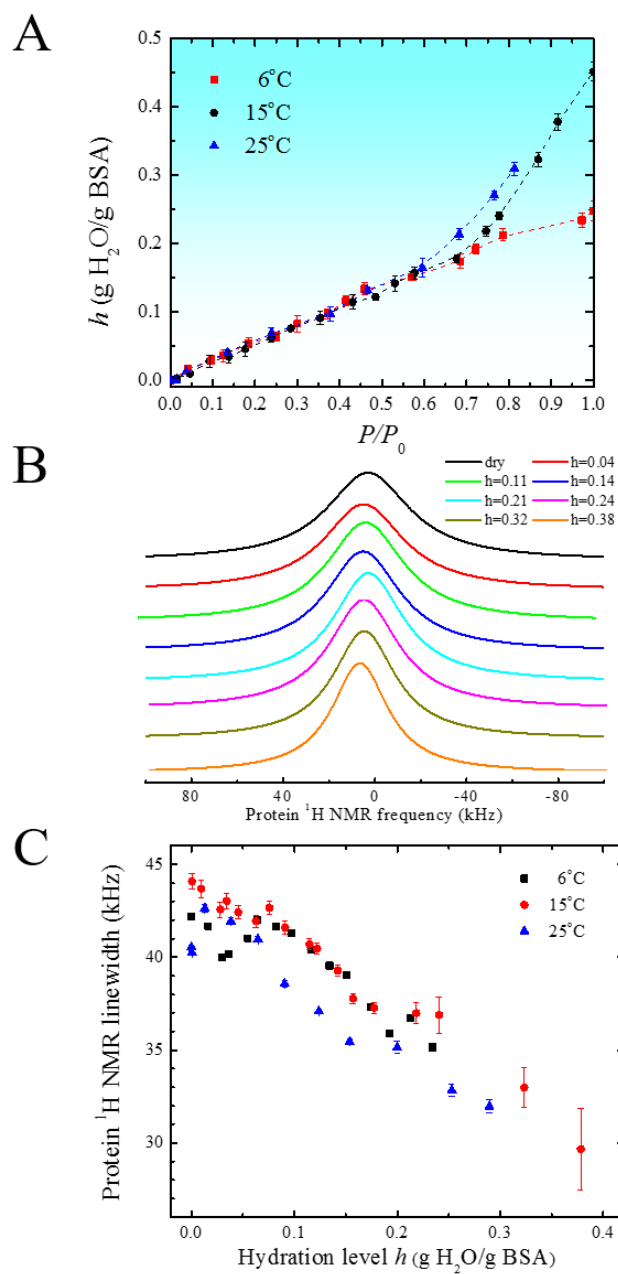 A
h (g H2O/g BSA)
0.5
0.4
0.3
0.2
0.1
0.0
6°C
15°C
25°C
0.0 0.1 0.2 0.3 0.4 0.5 0.6 0.7 0.8 0.9 1.0
P/P0
B
dry h=0.04
h=0.11 h=0.14
h=0.21 h=0.24
h=0.32 h=0.38
80 40 0 -40 -80
Protein 1H NMR frequency (kHz)
C
Protein 1H NMR linewidth (kHz)
45
40
35
30
6°C
15°C
25°C
0.0 0.1 0.2 0.3 0.4
Hydration level h (g H2O/g BSA)